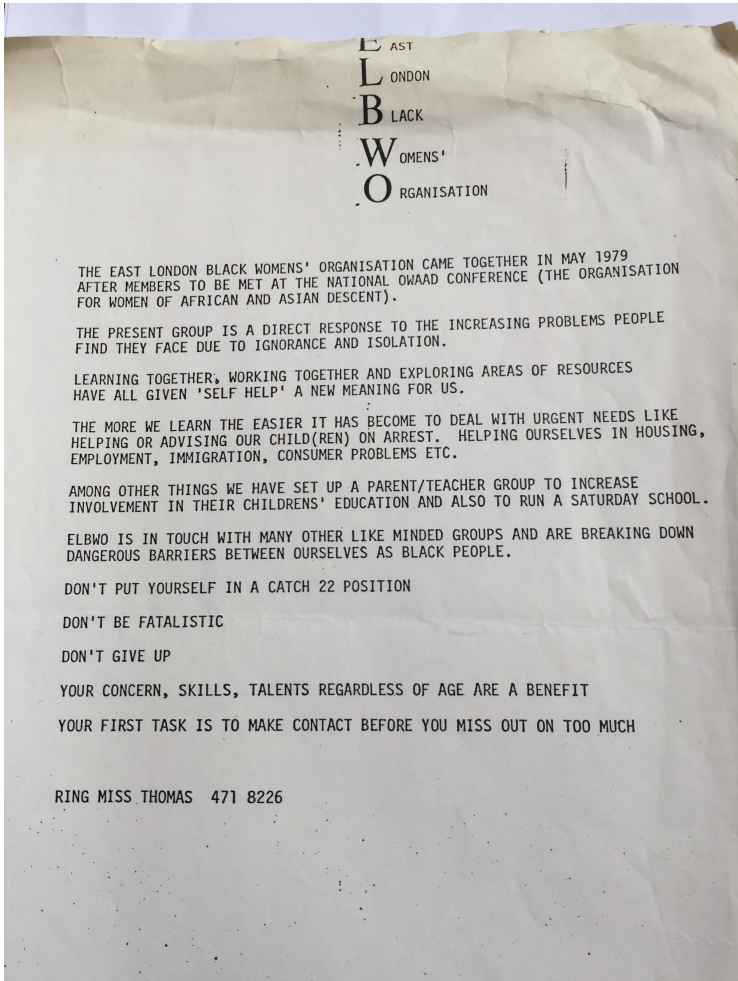 EAST
LONDON
BLACK
WOMENS'
ORGANISATION
THE EAST LONDON BLACK WOMENS' ORGANISATION CAME TOGETHER IN MAY 1979
AFTER MEMBERS TO BE MET AT THE NATIONAL OWAAD CONFERENCE (THE ORGANISATION
FOR WOMEN OF AFRICAN AND ASIAN DESCENT).
THE PRESENT GROUP IS A DIRECT RESPONSE TO THE INCREASING PROBLEMS PEOPLE
FIND THEY FACE DUE TO IGNORANCE AND ISOLATION.
LEARNING TOGETHER, WORKING TOGETHER AND EXPLORING AREAS OF RESOURCES
HAVE ALL GIVEN 'SELF HELP' A NEW MEANING FOR US.
THE MORE WE LEARN THE EASIER IT HAS BECOME TO DEAL WITH URGENT NEEDS LIKE
HELPING OR ADVISING OUR CHILD(REN) ON ARREST. HELPING OURSELVES IN HOUSING,
EMPLOYMENT, IMMIGRATION, CONSUMER PROBLEMS ETC.
AMONG OTHER THINGS WE HAVE SET UP A PARENT/TEACHER GROUP TO INCREASE
INVOLVEMENT IN THEIR CHILDRENS' EDUCATION AND ALSO TO RUN A SATURDAY SCHOOL.
ELBWO IS IN TOUCH WITH MANY OTHER LIKE MINDED GROUPS AND ARE BREAKING DOWN
DANGEROUS BARRIERS BETWEEN OURSELVES AS BLACK PEOPLE.
DON'T PUT YOURSELF IN A CATCH 22 POSITION
DON'T BE FATALISTIC
DON'T GIVE UP
YOUR CONCERN, SKILLS, TALENTS REGARDLESS OF AGE ARE A BENEFIT
YOUR FIRST TASK IS TO MAKE CONTACT BEFORE YOU MISS OUT ON TOO MUCH
RING MISS THOMAS 471 8226